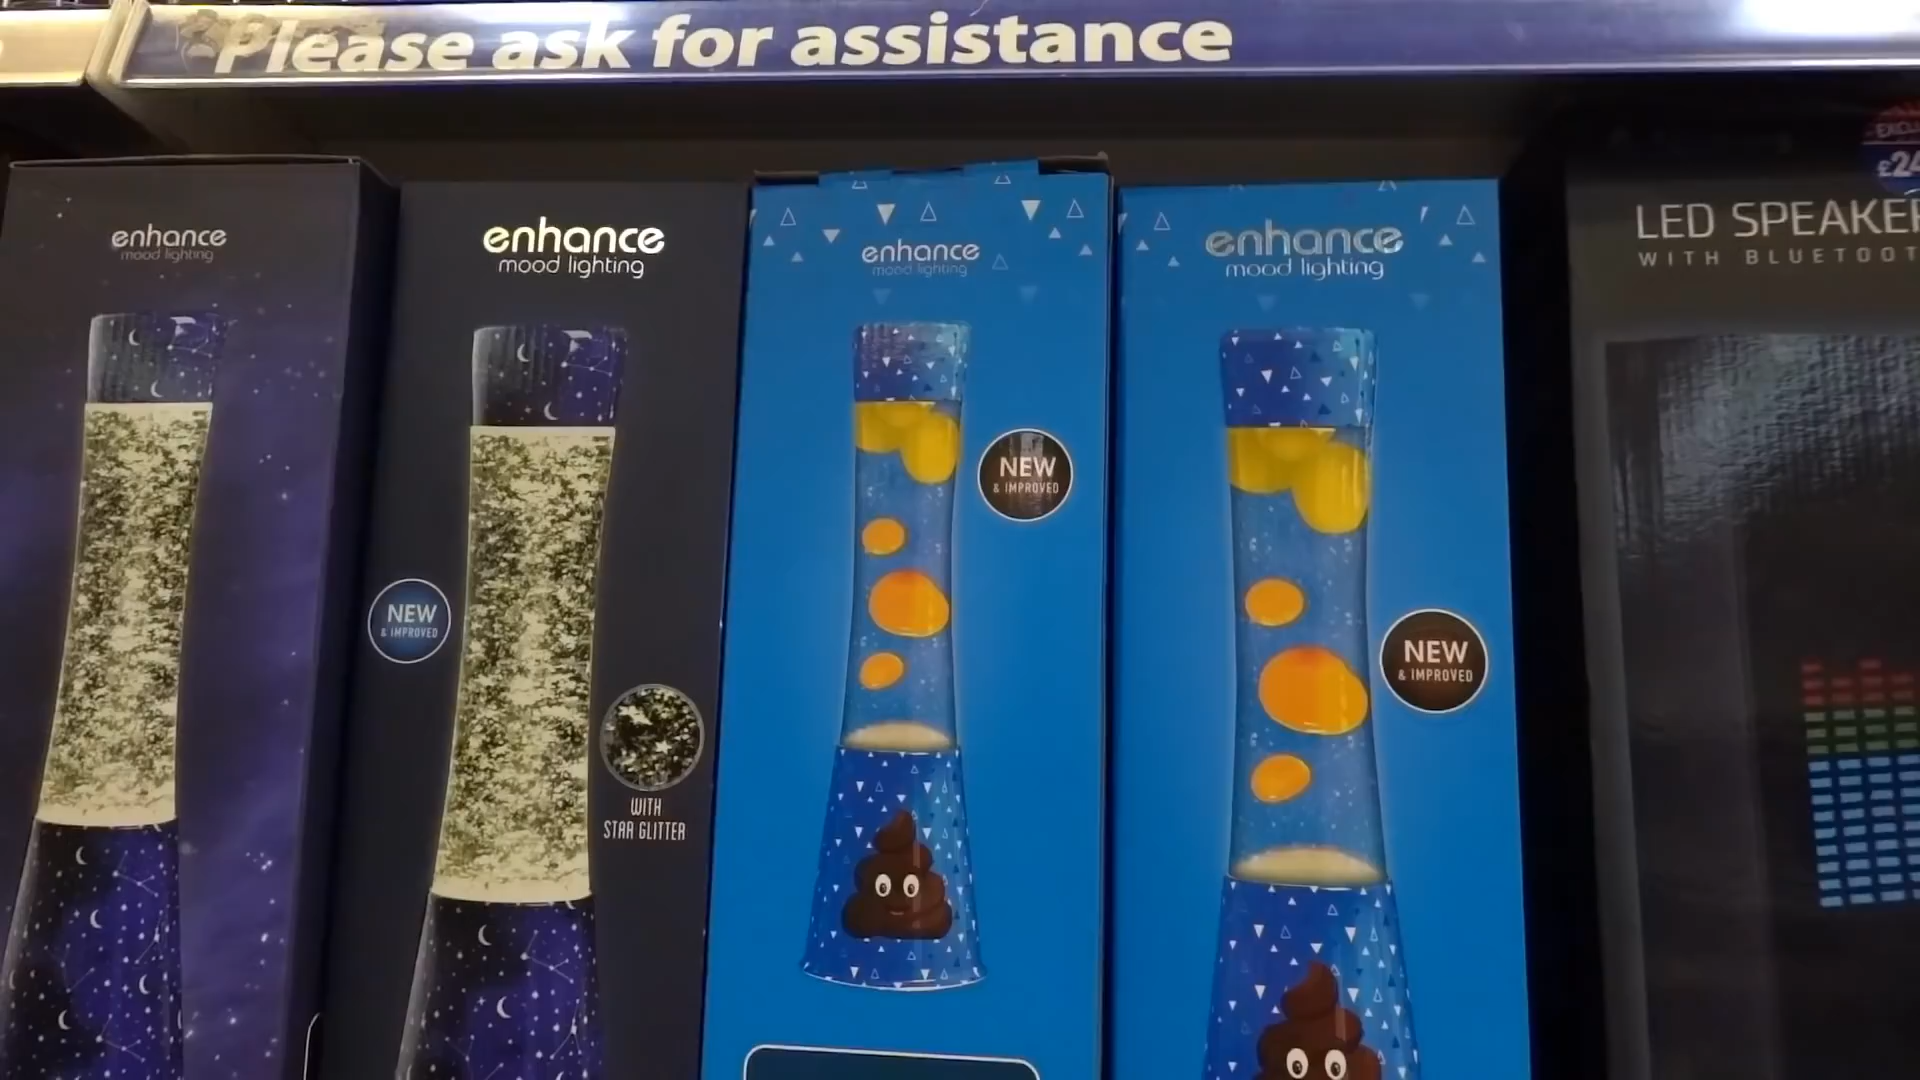 Please ask for assistance
enhance
mood lighting
enhance
mood lighting
NEW
& IMPROVED
WITH
STAR GLITTER
enhance
mood lighting
NEW
& IMPROVED
enhance
mood lighting
NEW
& IMPROVED
LED SPEAKER
WITH
£24